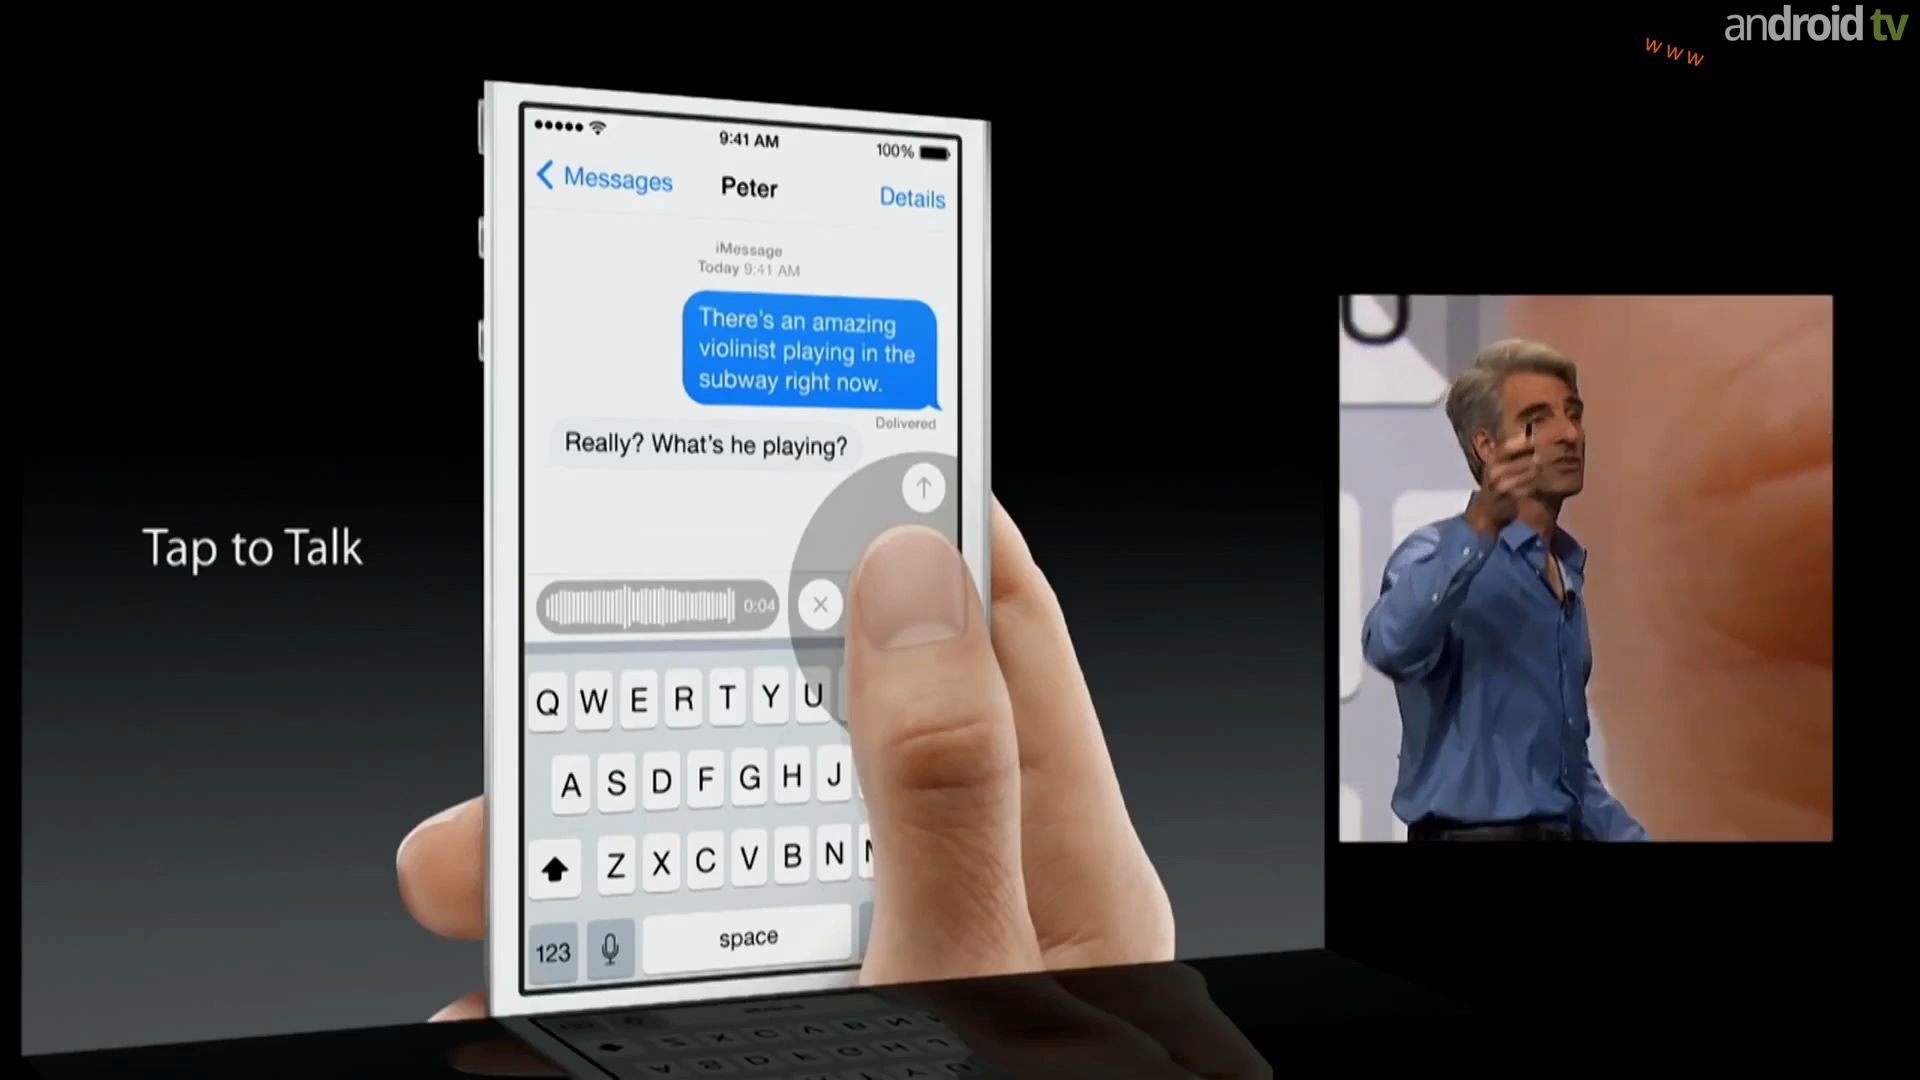 android tv
www
9:41 AM
100%
Messages
Peter
Details
iMessage
Today 9:41 AM
There's an amazing
violinist playing in the
subway right now.
Delivered
Really? What's he playing?
Tap to Talk
0:04
Q W E R T Y U
A S D F G H J
Z X C V B N
123
space